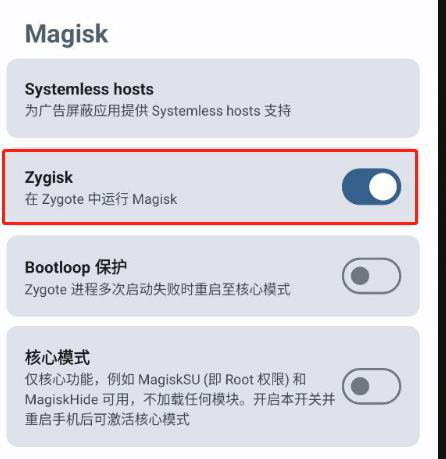 Magisk
Systemless hosts
为广告屏蔽应用提供 Systemless hosts 支持
Zygisk
在 Zygote 中运行 Magisk
Bootloop 保护
Zygote 进程多次启动失败时重启至核心模式
核心模式
仅核心功能，例如 MagiskSU (即 Root 权限) 和
MagiskHide 可用，不加载任何模块。开启本开关并
重启手机后可激活核心模式